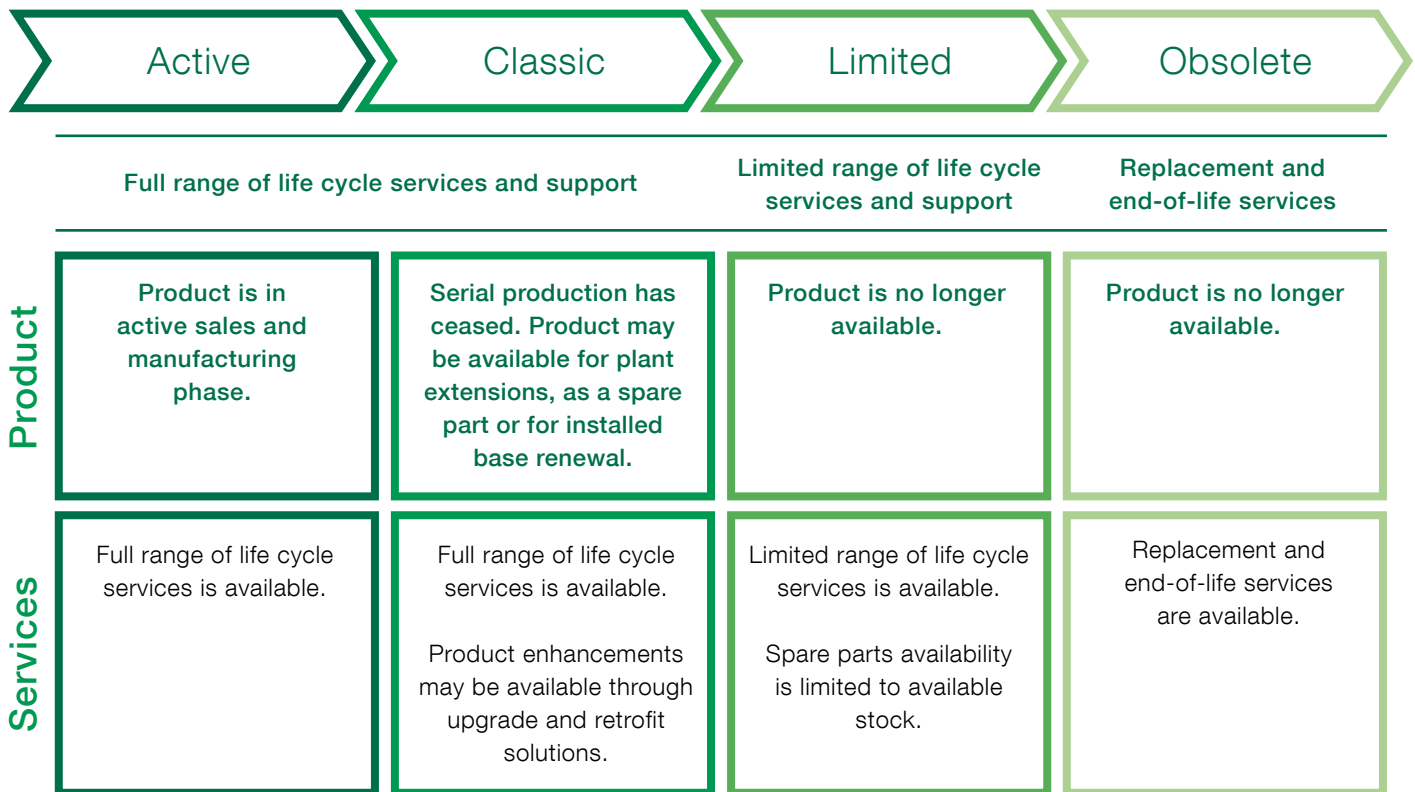 Active
Classic
Limited
Obsolete
Full range of life cycle services and support
Limited range of life cycle
services and support
Replacement and
end-of-life services
Product
Product is in
active sales and
manufacturing
phase.
Serial production has
ceased. Product may
be available for plant
extensions, as a spare
part or for installed
base renewal.
Product is no longer
available.
Product is no longer
available.
Services
Full range of life cycle
services is available.
Full range of life cycle
services is available.
Product enhancements
may be available through
upgrade and retrofit
solutions.
Limited range of life cycle
services is available.
Spare parts availability
is limited to available
stock.
Replacement and
end-of-life services
are available.